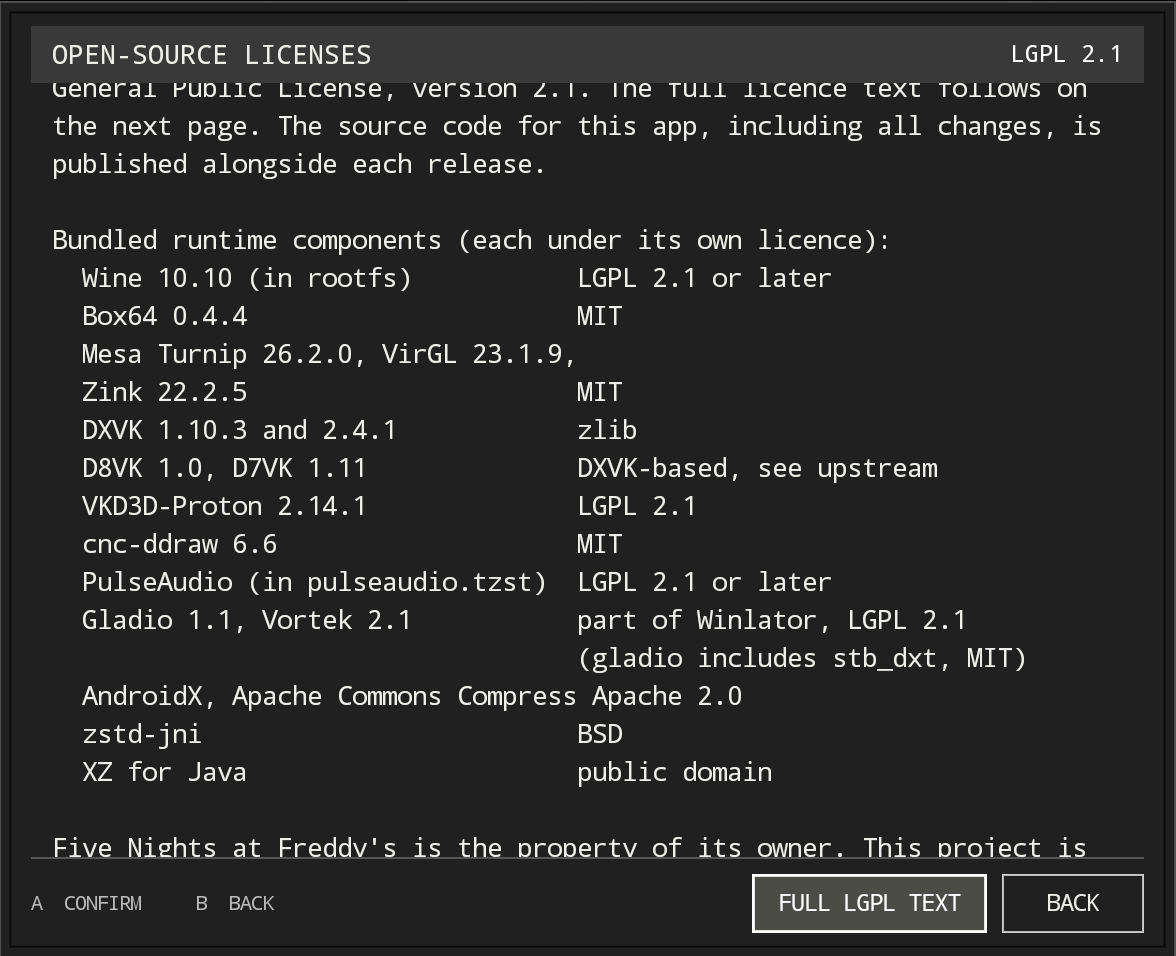 OPEN-SOURCE LICENSES
LGPL 2.1
General Public License, version 2.1. The full licence text follows on
the next page. The source code for this app, including all changes, is
published alongside each release.
Bundled runtime components (each under its own licence):
Wine 10.10 (in rootfs) LGPL 2.1 or later
Box64 0.4.4 MIT
Mesa Turnip 26.2.0, VirGL 23.1.9,
Zink 22.2.5 MIT
DXVK 1.10.3 and 2.4.1 zlib
D8VK 1.0, D7VK 1.11 DXVK-based, see upstream
VKD3D-Proton 2.14.1 LGPL 2.1
cnc-ddraw 6.6 MIT
PulseAudio (in pulseaudio.tzst) LGPL 2.1 or later
Gladio 1.1, Vortek 2.1 part of Winlator, LGPL 2.1
(gladio includes stb_dxt, MIT)
AndroidX, Apache Commons Compress Apache 2.0
zstd-jni BSD
XZ for Java public domain
Five Nights at Freddy's is the property of its owner. This project is
A CONFIRM B BACK FULL LGPL TEXT BACK